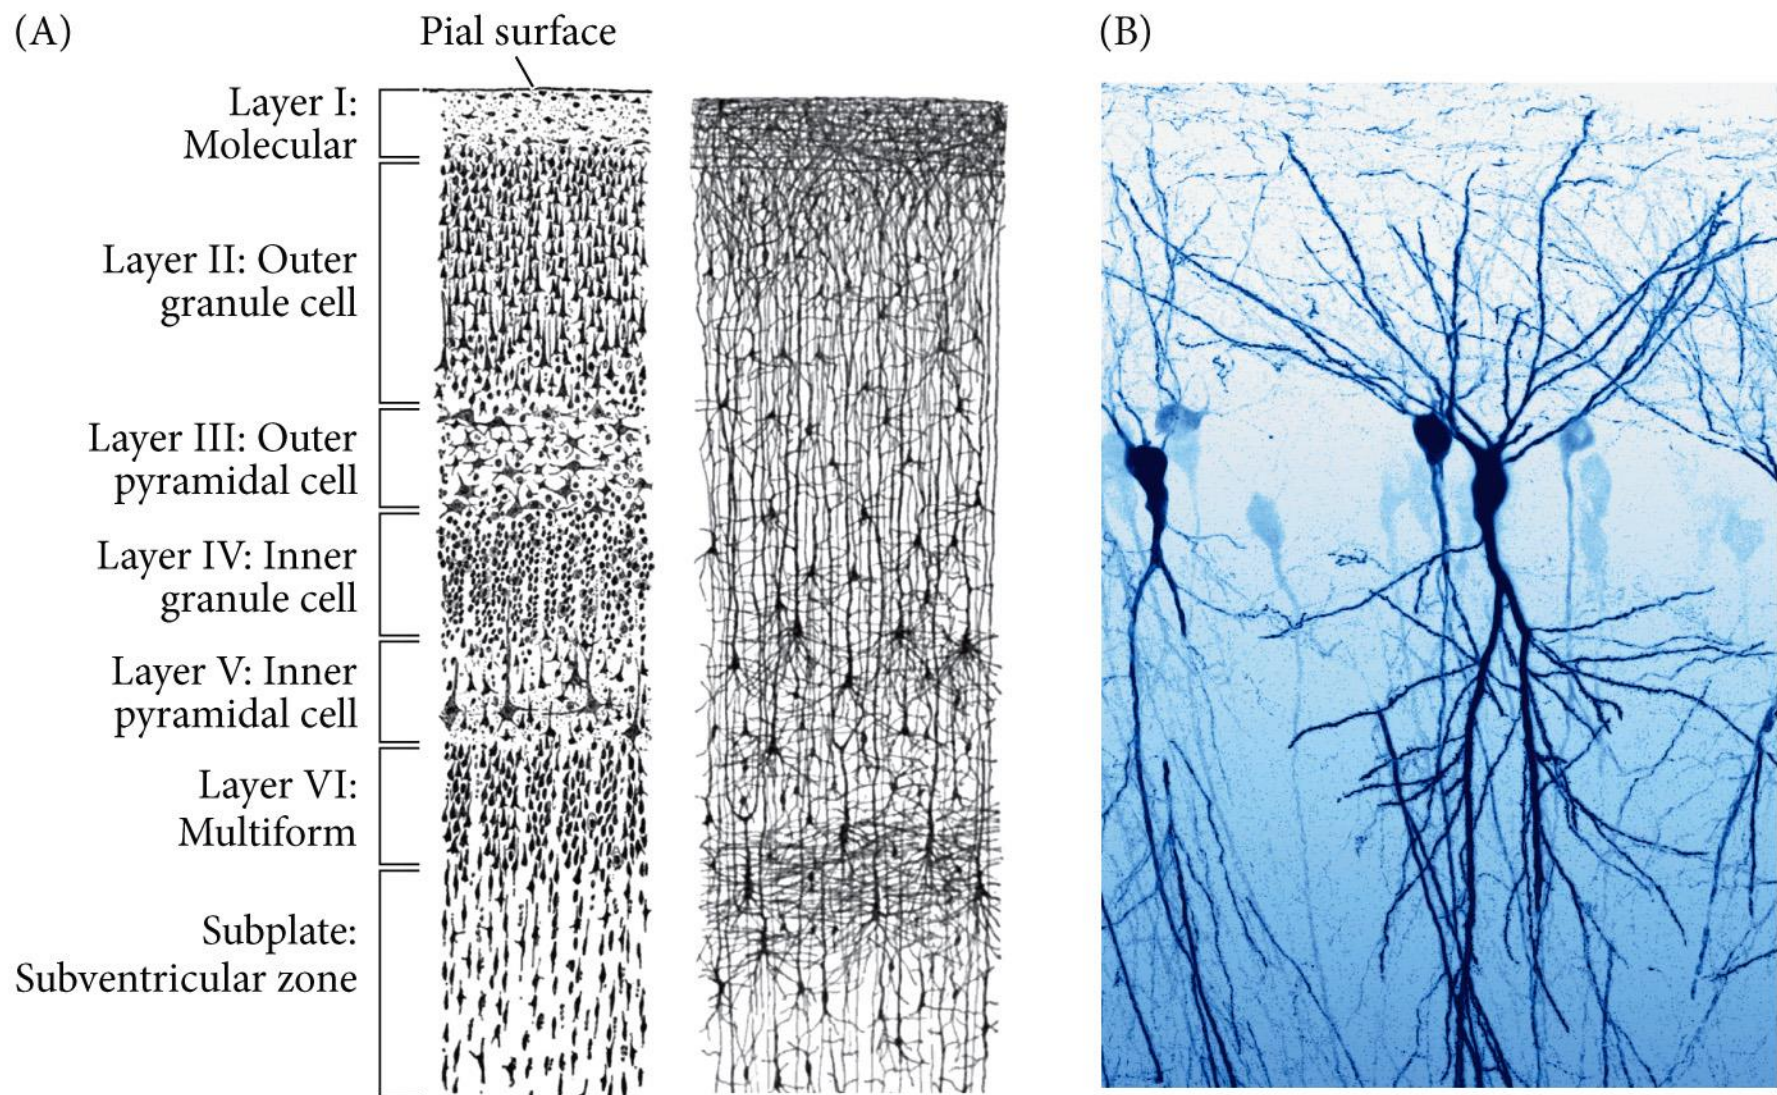 (A)
Pial surface
Layer I:
Molecular
Layer II: Outer
granule cell
Layer III: Outer
pyramidal cell
Layer IV: Inner
granule cell
Layer V: Inner
pyramidal cell
Layer VI:
Multiform
Subplate:
Subventricular zone
(B)